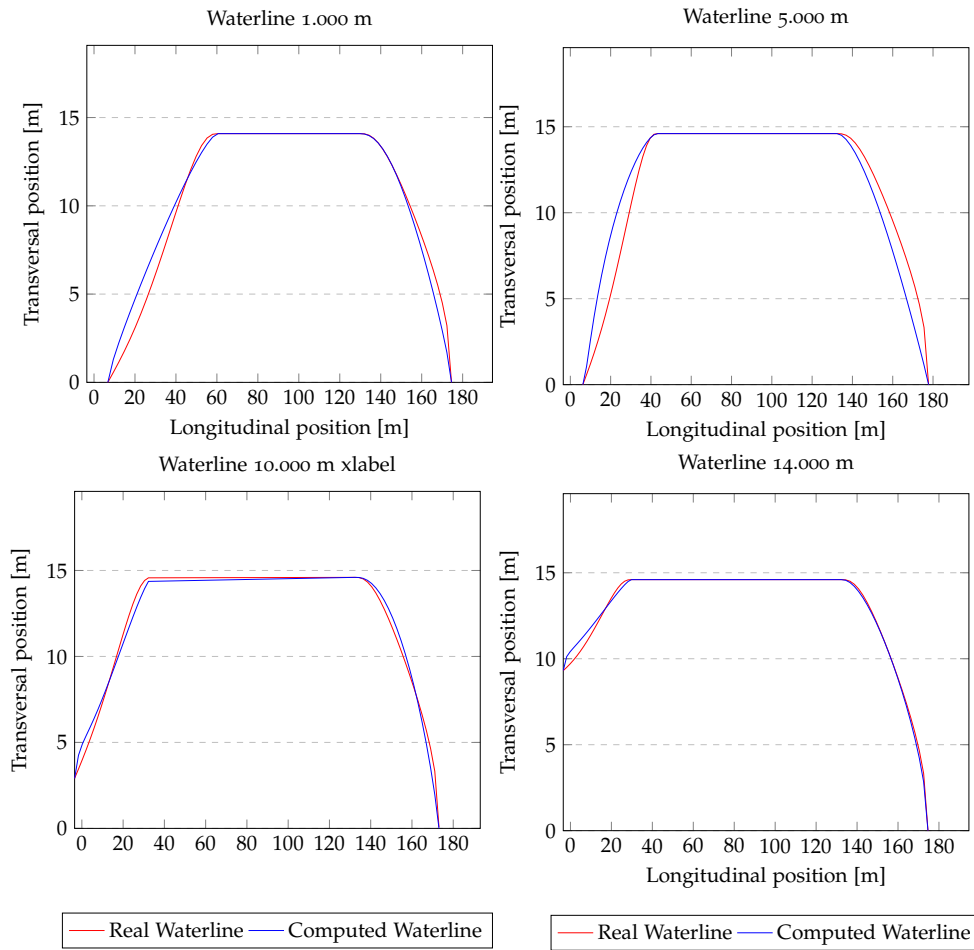 Waterline 1.000 m
Transversal position [m]
15
10
5
0
0 20 40 60 80 100 120 140 160 180
Longitudinal position [m]
Waterline 5.000 m
Transversal position [m]
15
10
5
0
0 20 40 60 80 100 120 140 160 180
Longitudinal position [m]
Waterline 10.000 m xlabel
Transversal position [m]
15
10
5
0
0 20 40 60 80 100 120 140 160 180
Waterline 14.000 m
Transversal position [m]
15
10
5
0
0 20 40 60 80 100 120 140 160 180
Longitudinal position [m]
Real Waterline Computed Waterline
Real Waterline Computed Waterline